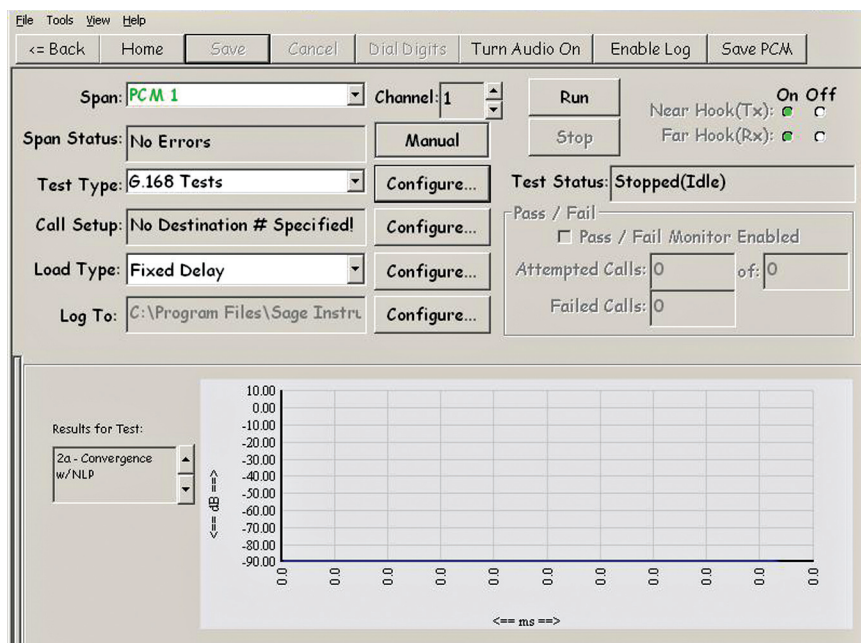 File Tools View Help
<= Back Home Save Cancel Dial Digits Turn Audio On Enable Log Save PCM
Span: PCM 1 Channel: 1 Run On Off
Near Hook(Tx):
Span Status: No Errors Manual Stop Far Hook(Rx):
Test Type: G.168 Tests Configure... Test Status: Stopped(Idle)
Call Setup: No Destination # Specified! Configure...
Pass / Fail
Pass / Fail Monitor Enabled
Load Type: Fixed Delay Configure... Attempted Calls: 0 of: 0
Log To: C:\Program Files\Sage Instru Configure... Failed Calls: 0
Results for Test:
2a - Convergence
w/NLP
<== dB ==>
10.00
0.00
-10.00
-20.00
-30.00
-40.00
-50.00
-60.00
-70.00
-80.00
-90.00
0.0 0.0 0.0 0.0 0.0 0.0 0.0 0.0 0.0 0.0 0.0
<== ms ==>